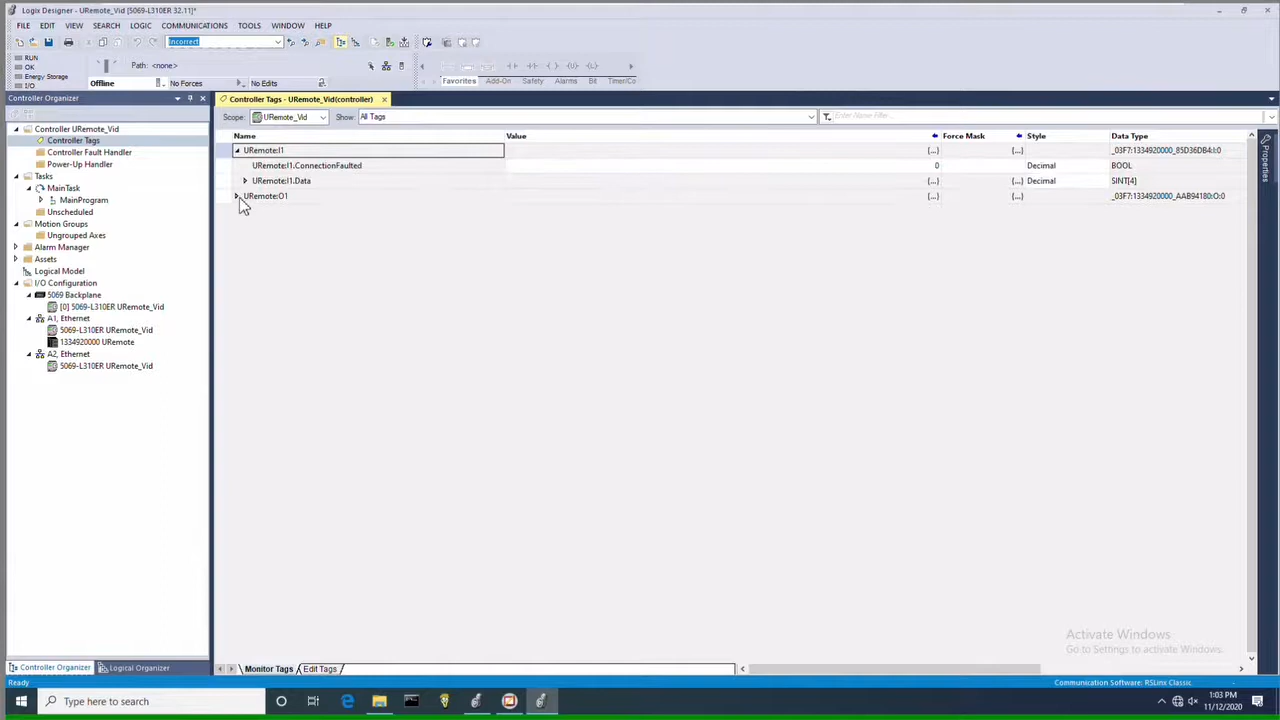 Logix Designer - URemote_Vid [5069-L310ER 32.11]*
FILE EDIT VIEW SEARCH LOGIC COMMUNICATIONS TOOLS WINDOW HELP
Incorrect
RUN
OK
Energy Storage
I/O
Path: <none>
Offline
No Forces
No Edits
Favorites Add-On Safety Alarms Bit Timer/Co
Controller Organizer
Controller URemote_Vid
Controller Tags
Controller Fault Handler
Power-Up Handler
Tasks
MainTask
MainProgram
Unscheduled
Motion Groups
Ungrouped Axes
Alarm Manager
Assets
Logical Model
I/O Configuration
5069 Backplane
[0] 5069-L310ER URemote_Vid
A1, Ethernet
5069-L310ER URemote_Vid
1334920000 URemote
A2, Ethernet
5069-L310ER URemote_Vid
Controller Organizer Logical Organizer
Controller Tags - URemote_Vid(controller)
Scope: URemote_Vid Show: All Tags Enter Name Filter...
Name Value Force Mask Style Data Type
URemote:I1 {...} {...} _03F7:1334920000_85D36DB4:I:0
URemote:I1.ConnectionFaulted 0 Decimal BOOL
URemote:I1.Data {...} {...} Decimal SINT[4]
URemote:O1 {...} {...} _03F7:1334920000_AAB94180:O:0
Properties
Activate Windows
Go to Settings to activate Windows.
Monitor Tags Edit Tags
Ready
Communication Software: RSLinx Classic
Type here to search
1:03 PM
11/12/2020